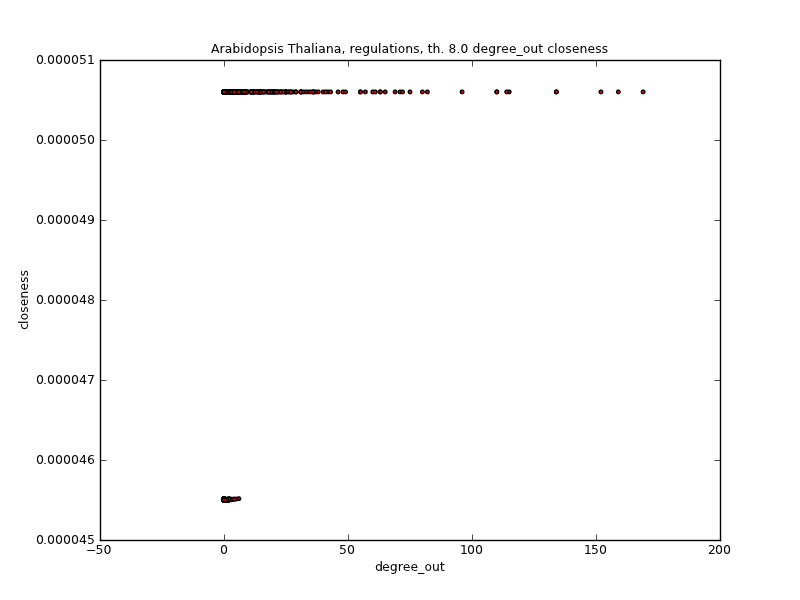 Arabidopsis Thaliana, regulations, th. 8.0 degree_out closeness
0.000051
0.000050
0.000049
0.000048
0.000047
0.000046
0.000045
closeness
−50 0 50 100 150 200
degree_out